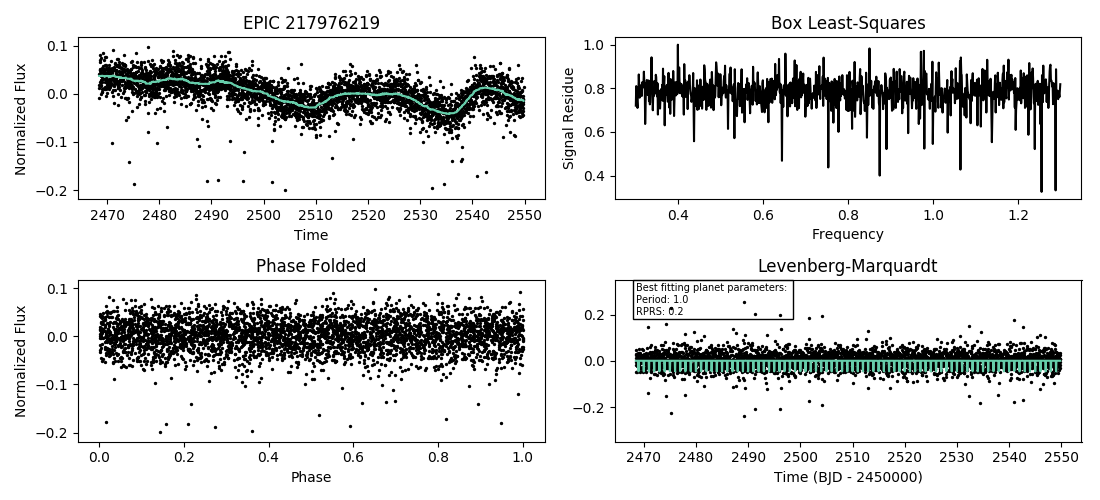 EPIC 217976219
Normalized Flux
0.1
0.0
−0.1
−0.2
2470 2480 2490 2500 2510 2520 2530 2540 2550
Time
Box Least-Squares
Signal Residue
1.0
0.8
0.6
0.4
0.4 0.6 0.8 1.0 1.2
Frequency
Phase Folded
Normalized Flux
0.1
0.0
−0.1
−0.2
0.0 0.2 0.4 0.6 0.8 1.0
Phase
Levenberg-Marquardt
Best fitting planet parameters:
Period: 1.0
RPRS: 0.2
0.2
0.0
−0.2
2470 2480 2490 2500 2510 2520 2530 2540 2550
Time (BJD - 2450000)